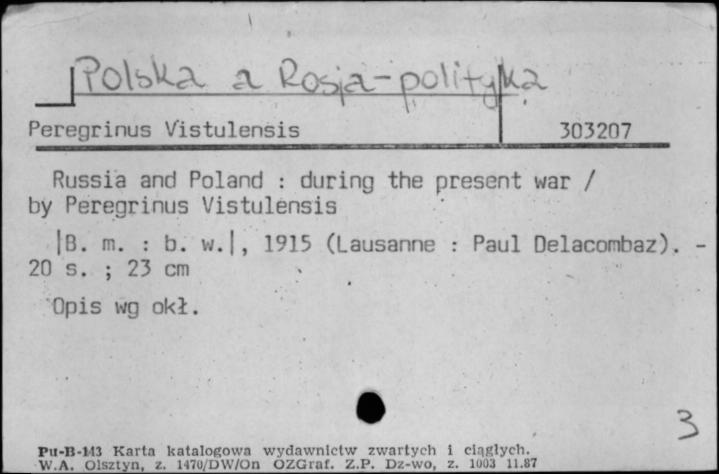 Polska a Rosja-polityka
Peregrinus Vistulensis 303207
Russia and Poland : during the present war /
by Peregrinus Vistulensis
|B. m. : b. w.|, 1915 (Lausanne : Paul Delacombaz). -
20 s. ; 23 cm
Opis wg okł.
3
Pu-B-143 Karta katalogowa wydawnictw zwartych i ciągłych.
W.A. Olsztyn, z. 1470/DW/On OZGraf. Z.P. Dz-wo, z. 1003 11.87